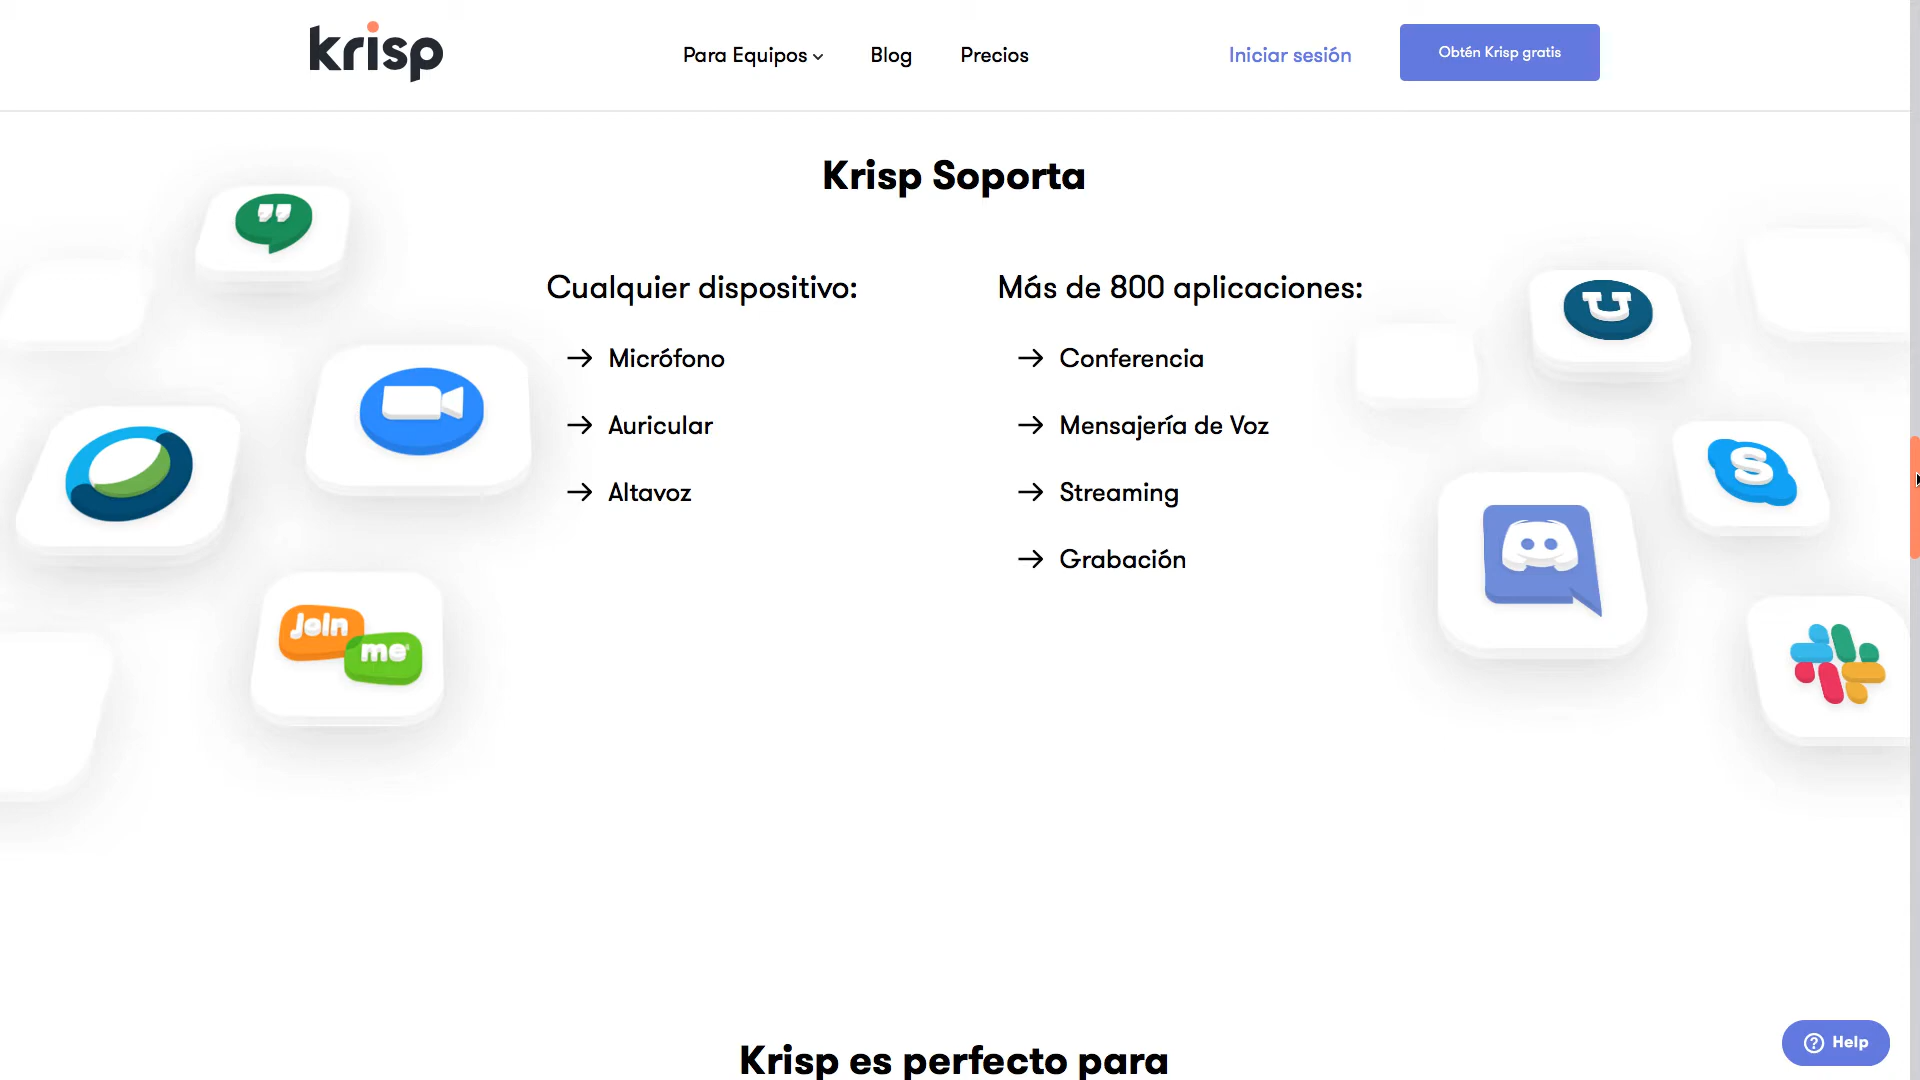 krisp
Para Equipos
Blog
Precios
Iniciar sesión
Obtén Krisp gratis
Krisp Soporta
Cualquier dispositivo:
Micrófono
Auricular
Altavoz
Más de 800 aplicaciones:
Conferencia
Mensajería de Voz
Streaming
Grabación
join
me
Krisp es perfecto para
Help